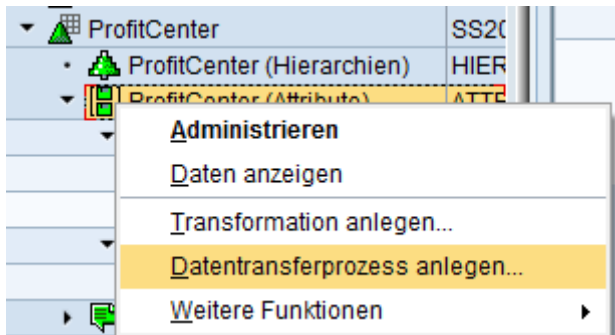 ProfitCenter SS20
ProfitCenter (Hierarchien) HIER
ProfitCenter (Attribute) ATTR
Administrieren
Daten anzeigen
Transformation anlegen...
Datentransferprozess anlegen...
Weitere Funktionen